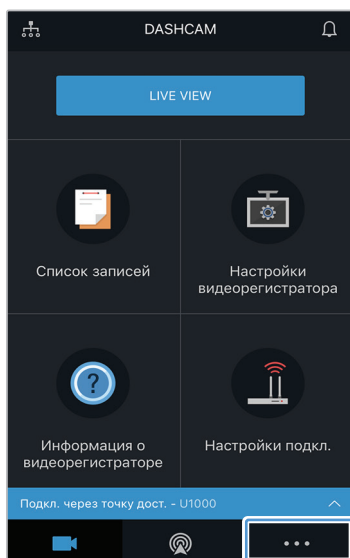 DASHCAM
LIVE VIEW
Список записей
Настройки
видеорегистратора
Информация о
видеорегистраторе
Настройки подкл.
Подкл. через точку дост. - U1000